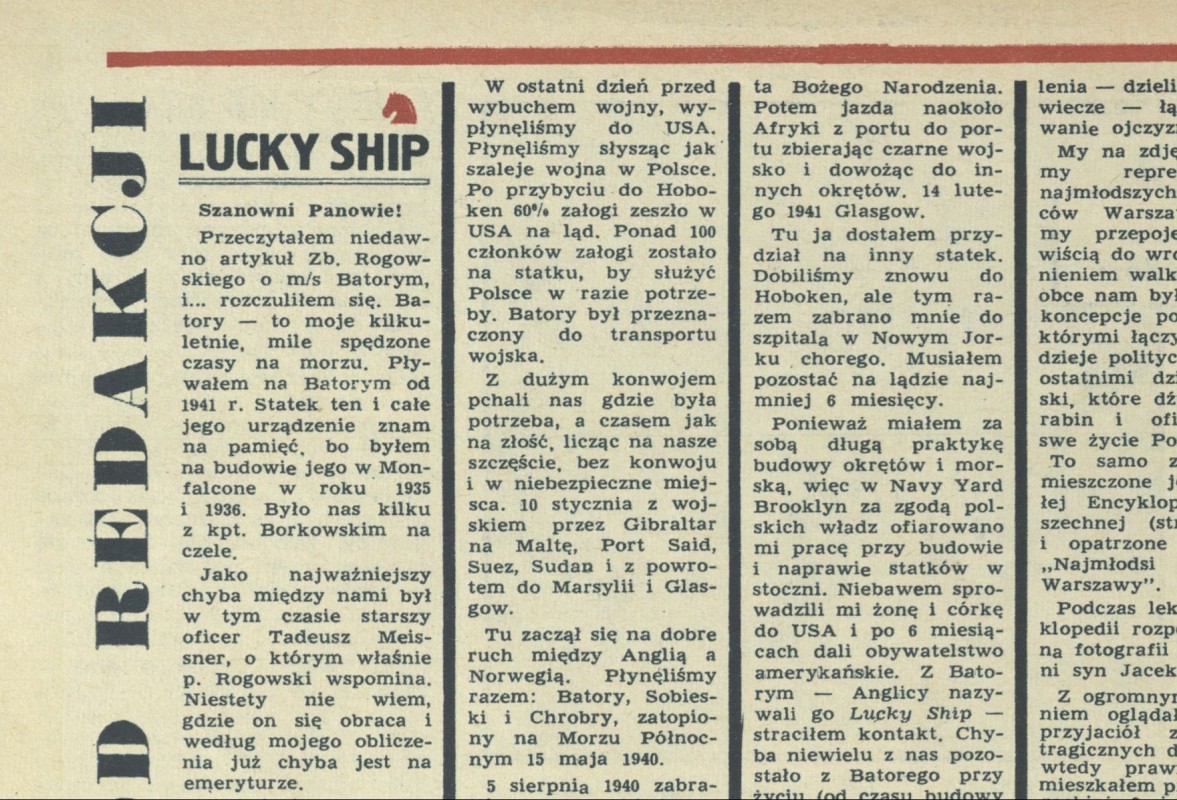 D REDAKCJI
LUCKY SHIP
Szanowni Panowie!
Przeczytałem niedaw-
no artykuł Zb. Rogow-
skiego o m/s Batorym,
i... rozczuliłem się. Ba-
tory — to moje kilku-
letnie, mile spędzone
czasy na morzu. Pły-
wałem na Batorym od
1941 r. Statek ten i całe
jego urządzenie znam
na pamięć, bo byłem
na budowie jego w Mon-
falcone w roku 1935
i 1936. Było nas kilku
z kpt. Borkowskim na
czele.
Jako najważniejszy
chyba między nami był
w tym czasie starszy
oficer Tadeusz Meis-
sner, o którym właśnie
p. Rogowski wspomina.
Niestety nie wiem,
gdzie on się obraca i
według mojego oblicze-
nia już chyba jest na
emeryturze.
W ostatni dzień przed
wybuchem wojny, wy-
płynęliśmy do USA.
Płynęliśmy słysząc jak
szaleje wojna w Polsce.
Po przybyciu do Hobo-
ken 60% załogi zeszło w
USA na ląd. Ponad 100
członków załogi zostało
na statku, by służyć
Polsce w razie potrze-
by. Batory był przezna-
czony do transportu
wojska.
Z dużym konwojem
pchali nas gdzie była
potrzeba, a czasem jak
na złość, licząc na nasze
szczęście, bez konwoju
i w niebezpieczne miej-
sca. 10 stycznia z woj-
skiem przez Gibraltar
na Maltę, Port Said,
Suez, Sudan i z powro-
tem do Marsylii i Glas-
gow.
Tu zaczął się na dobre
ruch między Anglią a
Norwegią. Płynęliśmy
razem: Batory, Sobies-
ki i Chrobry, zatopio-
ny na Morzu Północ-
nym 15 maja 1940.
5 sierpnia 1940 zabra-
ta Bożego Narodzenia.
Potem jazda naokoło
Afryki z portu do por-
tu zbierając czarne woj-
sko i dowożąc do in-
nych okrętów. 14 lute-
go 1941 Glasgow.
Tu ja dostałem przy-
dział na inny statek.
Dobiliśmy znowu do
Hoboken, ale tym ra-
zem zabrano mnie do
szpitala w Nowym Jor-
ku chorego. Musiałem
pozostać na lądzie naj-
mniej 6 miesięcy.
Ponieważ miałem za
sobą długą praktykę
budowy okrętów i mor-
ską, więc w Navy Yard
Brooklyn za zgodą pol-
skich władz ofiarowano
mi pracę przy budowie
i naprawie statków w
stoczni. Niebawem spro-
wadzili mi żonę i córkę
do USA i po 6 miesią-
cach dali obywatelstwo
amerykańskie. Z Bato-
rym — Anglicy nazy-
wali go Lucky Ship —
straciłem kontakt. Chy-
ba niewielu z nas pozo-
stało z Batorego przy
życiu (od czasu budowy
lenia — dzieli
wiecze — łą
wanie ojczyz
My na zdję
my repre
najmłodszych
ców Warsza
my przepoje
wiścią do wro
nieniem walk
obce nam był
koncepcje po
którymi łączy
dzieje polityc
ostatnimi dzi
ski, które dź
rabin i ofi
swe życie Po
To samo z
mieszczone j
łej Encyklop
szechnej (str
i opatrzone
„Najmłodsi
Warszawy”.
Podczas lek
klopedii rozp
na fotografii
ni syn Jacek
Z ogromnym
niem oglądał
przyjaciół z
tragicznych d
wtedy praw
mieszkałem p